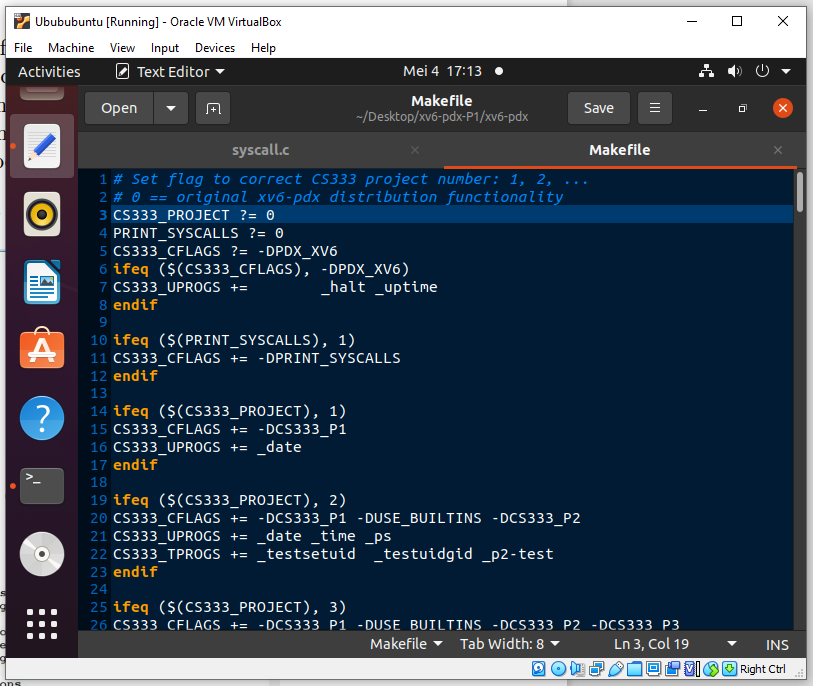 Ubububuntu [Running] - Oracle VM VirtualBox
File Machine View Input Devices Help
Activities Text Editor Mei 4 17:13
Open Makefile Save
~/Desktop/xv6-pdx-P1/xv6-pdx
syscall.c Makefile
1 # Set flag to correct CS333 project number: 1, 2, ...
2 # 0 == original xv6-pdx distribution functionality
3 CS333_PROJECT ?= 0
4 PRINT_SYSCALLS ?= 0
5 CS333_CFLAGS ?= -DPDX_XV6
6 ifeq ($(CS333_CFLAGS), -DPDX_XV6)
7 CS333_UPROGS += _halt _uptime
8 endif
9
10 ifeq ($(PRINT_SYSCALLS), 1)
11 CS333_CFLAGS += -DPRINT_SYSCALLS
12 endif
13
14 ifeq ($(CS333_PROJECT), 1)
15 CS333_CFLAGS += -DCS333_P1
16 CS333_UPROGS += _date
17 endif
18
19 ifeq ($(CS333_PROJECT), 2)
20 CS333_CFLAGS += -DCS333_P1 -DUSE_BUILTINS -DCS333_P2
21 CS333_UPROGS += _date _time _ps
22 CS333_TPROGS += _testsetuid _testuidgid _p2-test
23 endif
24
25 ifeq ($(CS333_PROJECT), 3)
26 CS333_CFLAGS += -DCS333_P1 -DUSE_BUILTINS -DCS333_P2 -DCS333_P3
Makefile Tab Width: 8 Ln 3, Col 19 INS
Right Ctrl